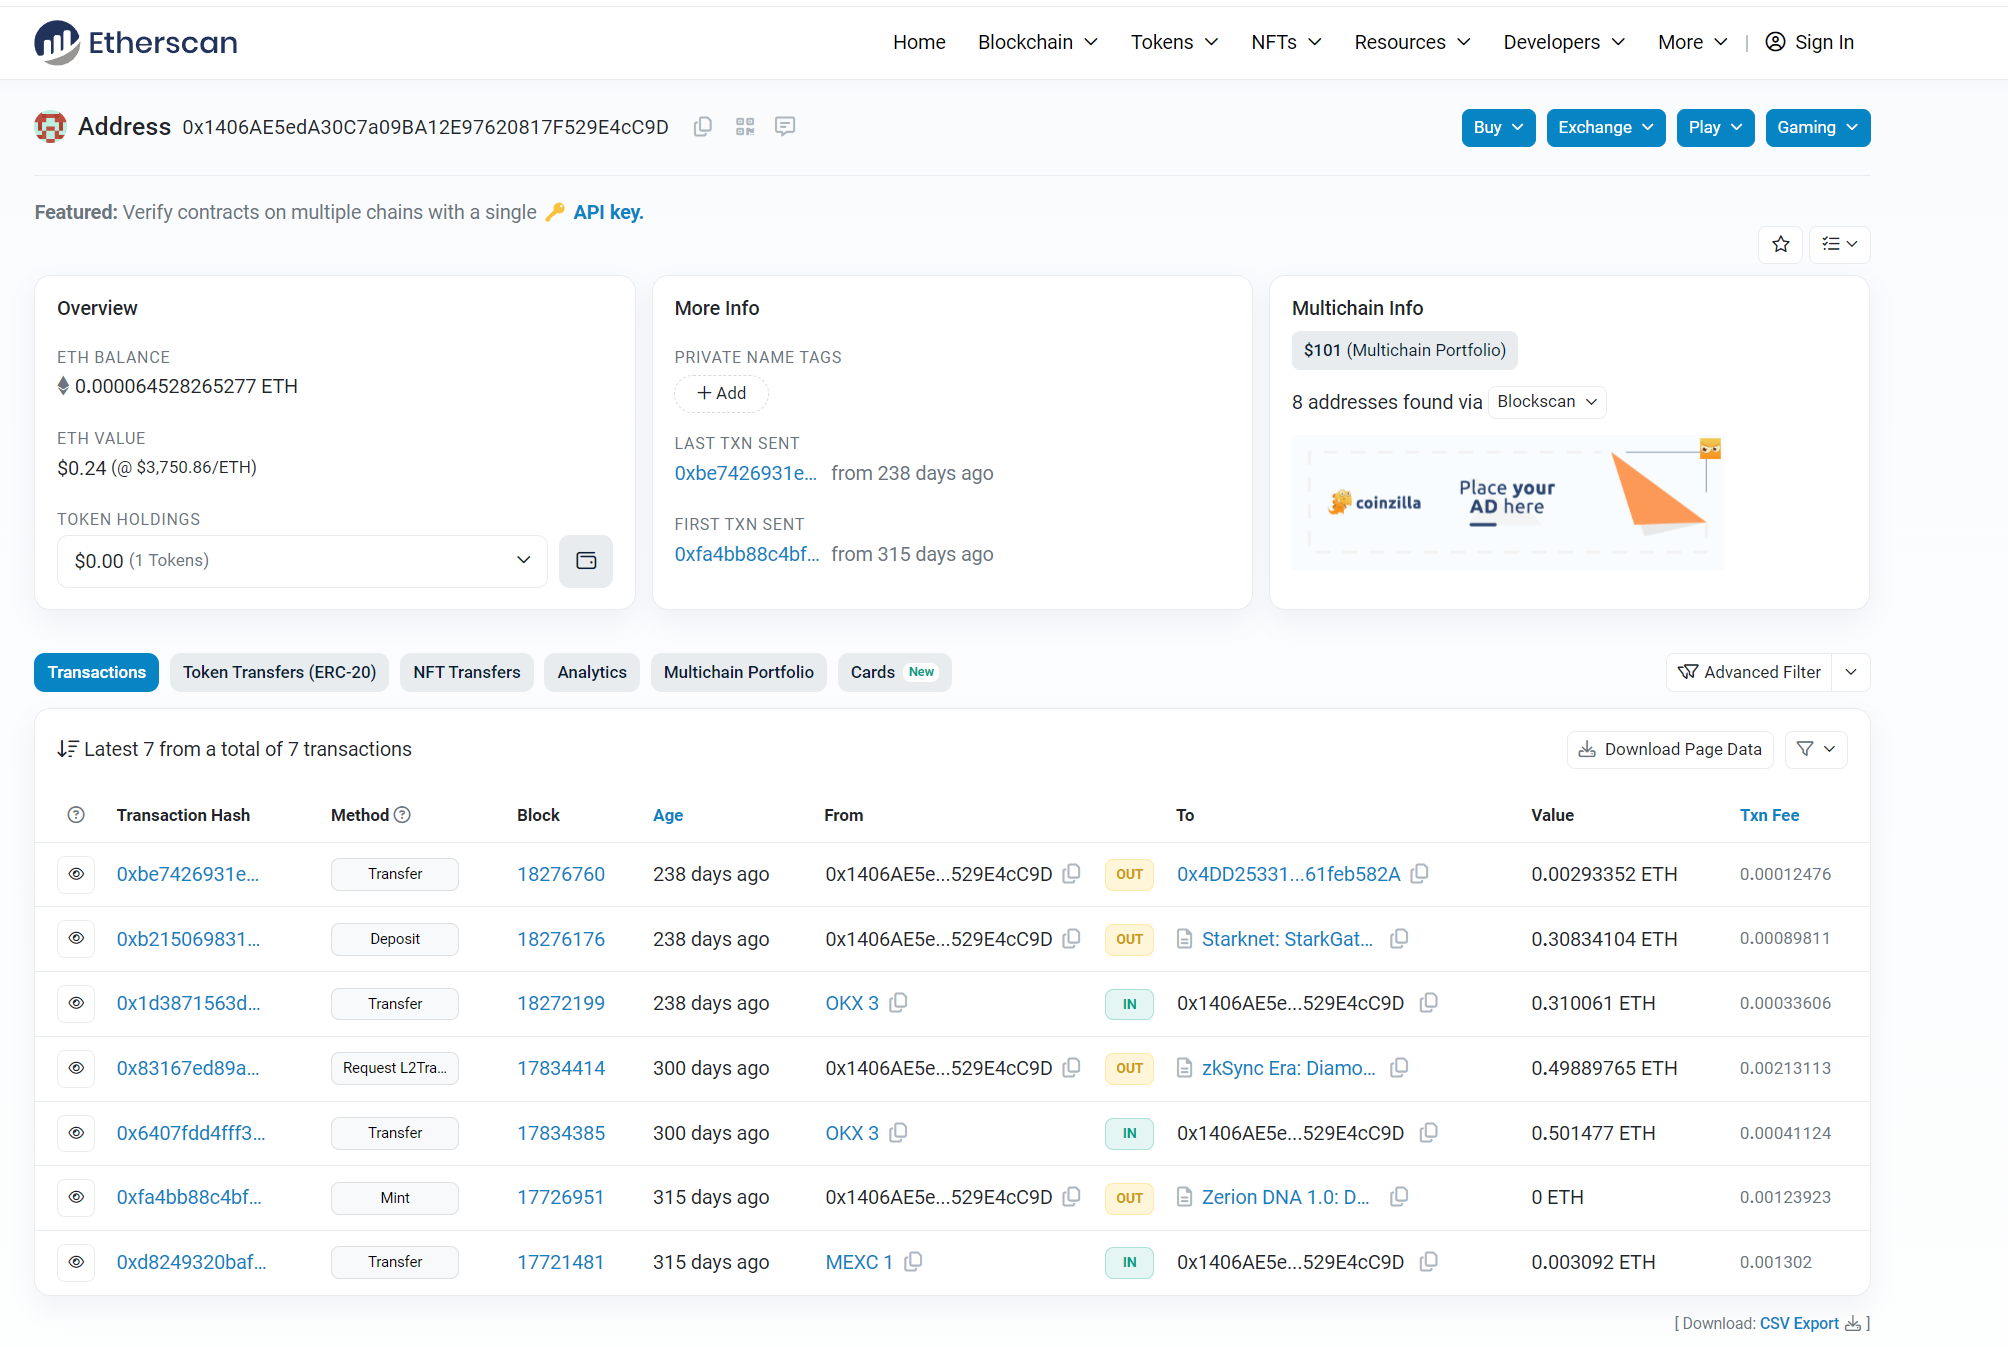 Etherscan
Home Blockchain Tokens NFTs Resources Developers More | Sign In
Address 0x1406AE5edA30C7a09BA12E97620817F529E4cC9D
Buy Exchange Play Gaming
Featured: Verify contracts on multiple chains with a single API key.
Overview
ETH BALANCE
0.000064528265277 ETH
ETH VALUE
$0.24 (@ $3,750.86/ETH)
TOKEN HOLDINGS
$0.00 (1 Tokens)
More Info
PRIVATE NAME TAGS
+ Add
LAST TXN SENT
0xbe7426931e... from 238 days ago
FIRST TXN SENT
0xfa4bb88c4bf... from 315 days ago
Multichain Info
$101 (Multichain Portfolio)
8 addresses found via Blockscan
coinzilla
Place your
AD here
Transactions Token Transfers (ERC-20) NFT Transfers Analytics Multichain Portfolio Cards New
Advanced Filter
Latest 7 from a total of 7 transactions
Download Page Data
Transaction Hash Method Block Age From To Value Txn Fee
0xbe7426931e... Transfer 18276760 238 days ago 0x1406AE5e...529E4cC9D OUT 0x4DD25331...61feb582A 0.00293352 ETH 0.00012476
0xb215069831... Deposit 18276176 238 days ago 0x1406AE5e...529E4cC9D OUT Starknet: StarkGat... 0.30834104 ETH 0.00089811
0x1d3871563d... Transfer 18272199 238 days ago OKX 3 IN 0x1406AE5e...529E4cC9D 0.310061 ETH 0.00033606
0x83167ed89a... Request L2Tra... 17834414 300 days ago 0x1406AE5e...529E4cC9D OUT zkSync Era: Diamo... 0.49889765 ETH 0.00213113
0x6407fdd4fff3... Transfer 17834385 300 days ago OKX 3 IN 0x1406AE5e...529E4cC9D 0.501477 ETH 0.00041124
0xfa4bb88c4bf... Mint 17726951 315 days ago 0x1406AE5e...529E4cC9D OUT Zerion DNA 1.0: D... 0 ETH 0.00123923
0xd8249320baf... Transfer 17721481 315 days ago MEXC 1 IN 0x1406AE5e...529E4cC9D 0.003092 ETH 0.001302
[ Download: CSV Export ]